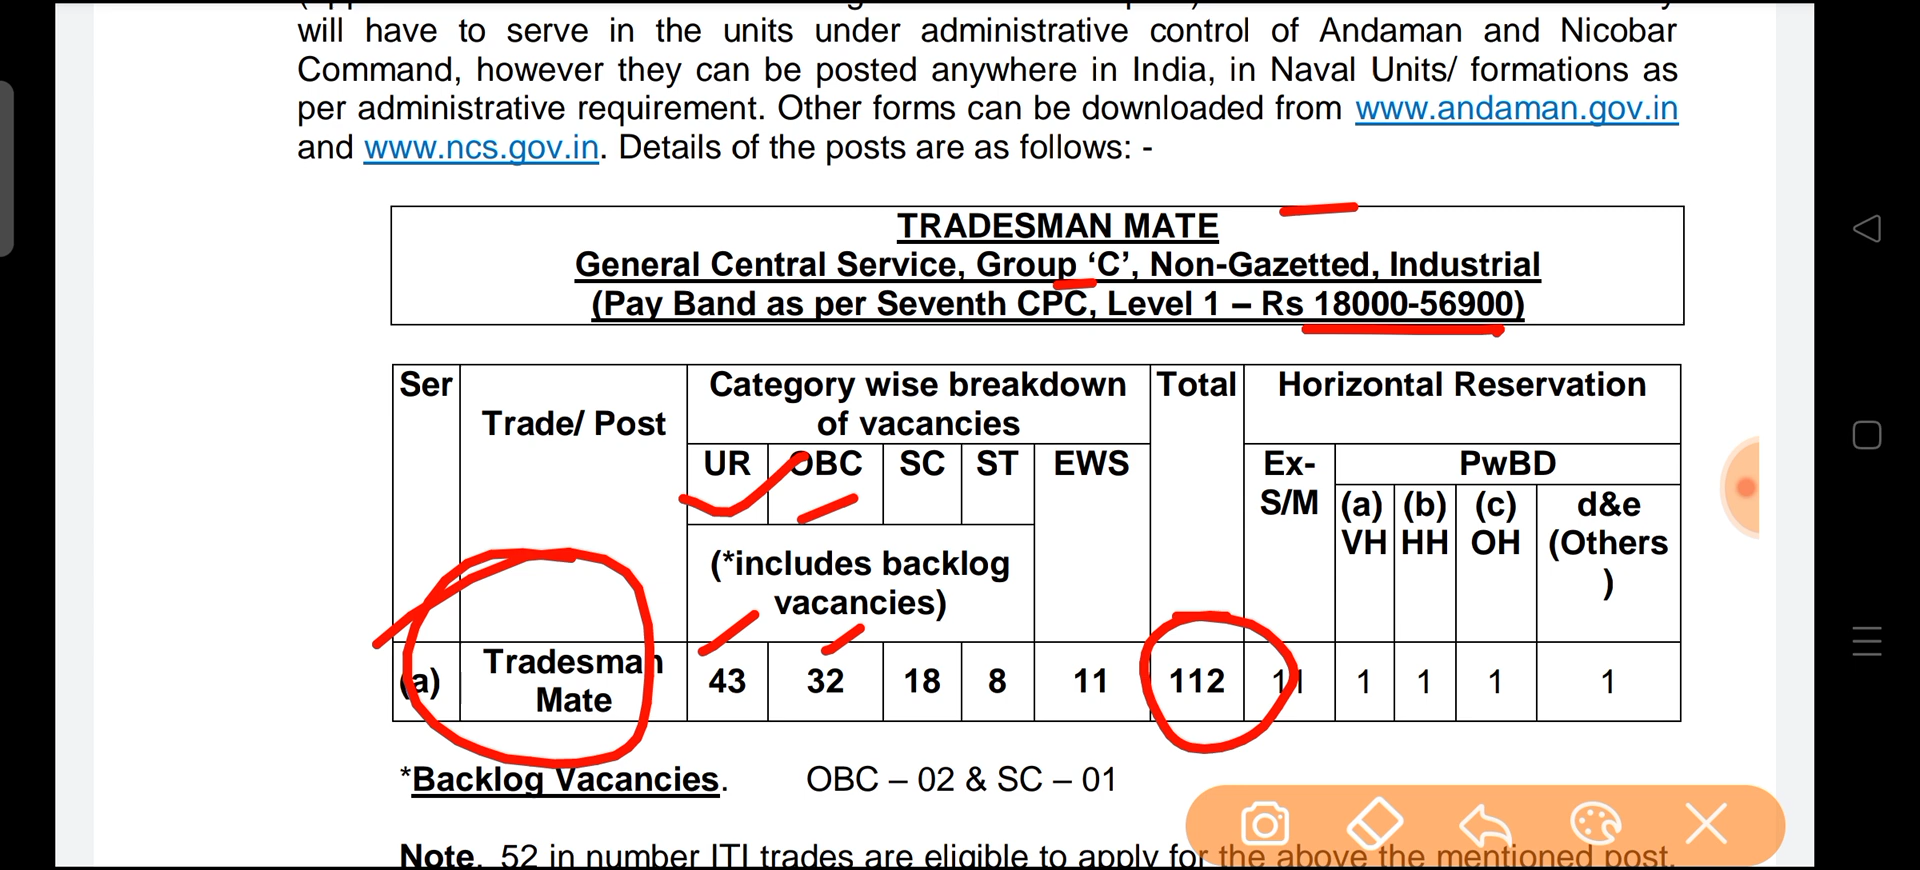 will have to serve in the units under administrative control of Andaman and Nicobar
Command, however they can be posted anywhere in India, in Naval Units/ formations as
per administrative requirement. Other forms can be downloaded from www.andaman.gov.in
and www.ncs.gov.in. Details of the posts are as follows: -
TRADESMAN MATE
General Central Service, Group ‘C’, Non-Gazetted, Industrial
(Pay Band as per Seventh CPC, Level 1 – Rs 18000-56900)
Ser Trade/ Post Category wise breakdown of vacancies Total Horizontal Reservation
UR OBC SC ST EWS Ex-S/M PwBD
(a) VH (b) HH (c) OH d&e (Others)
(*includes backlog
vacancies)
(a) Tradesman Mate 43 32 18 8 11 112 11 1 1 1 1
*Backlog Vacancies. OBC – 02 & SC – 01
Note. 52 in number ITI trades are eligible to apply for the above the mentioned post.